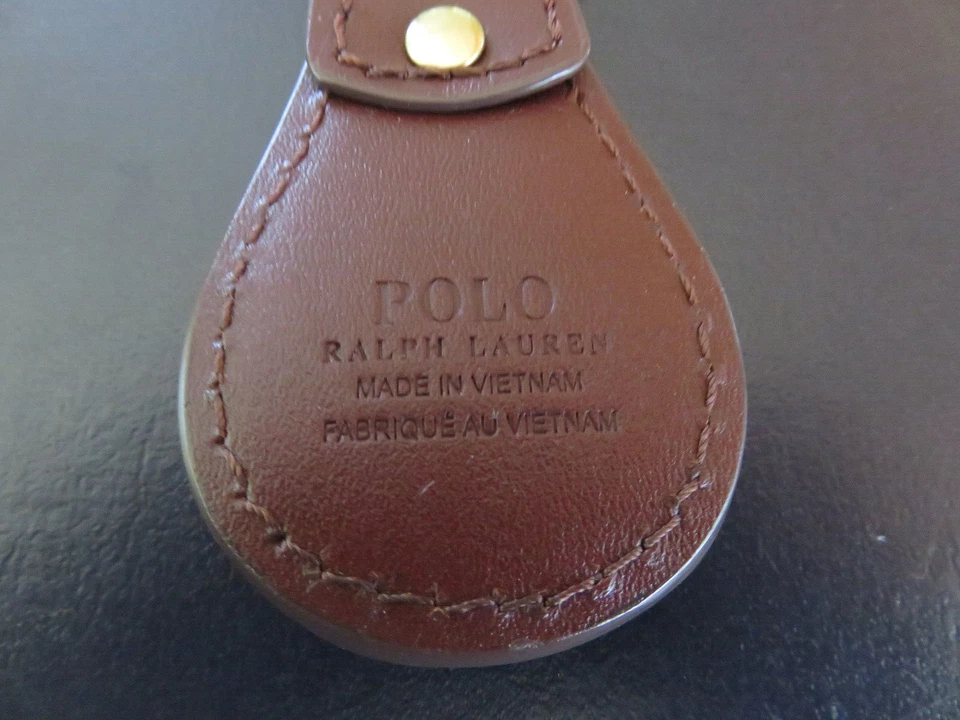 POLO
RALPH LAUREN
MADE IN VIETNAM
FABRIQUÉ AU VIETNAM